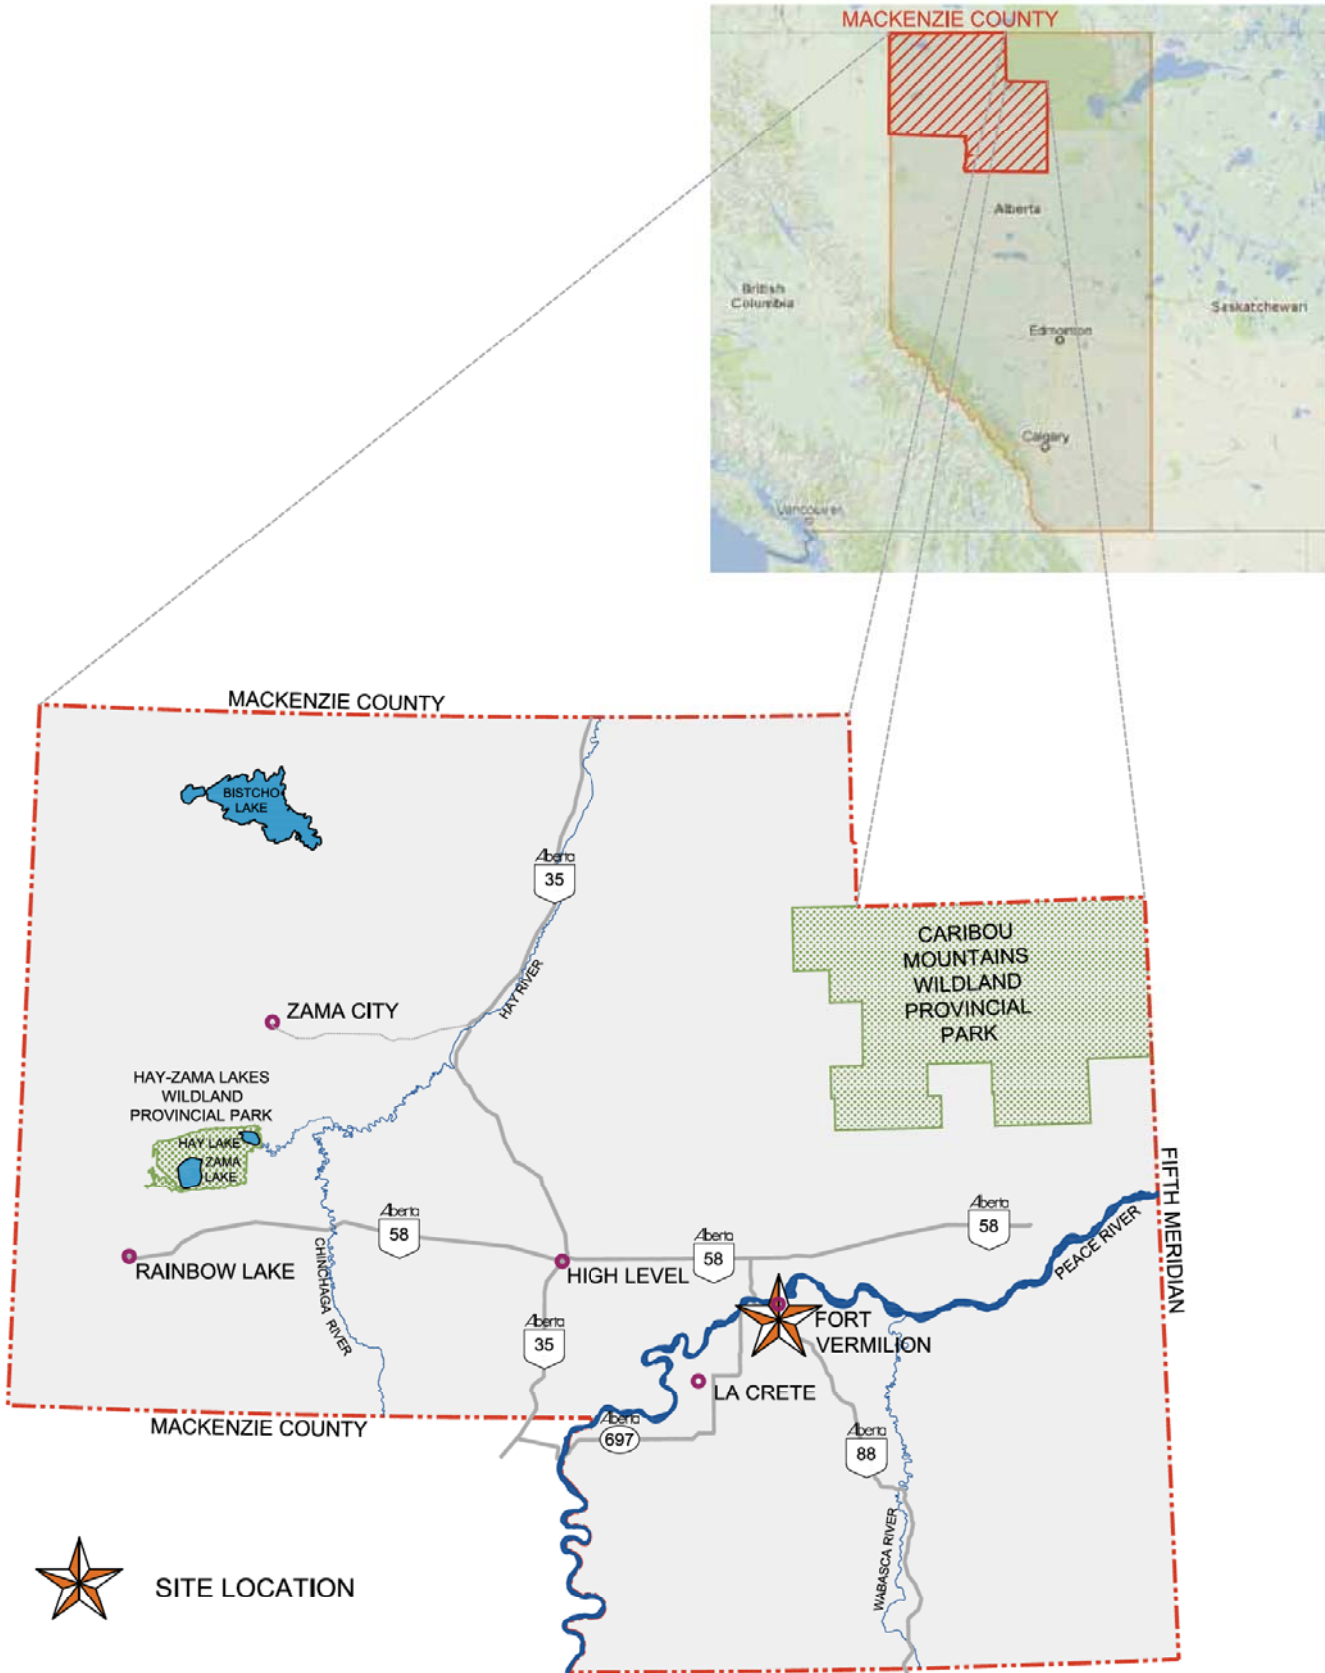 MACKENZIE COUNTY
Alberta
British
Columbia
Saskatchewan
Edmonton
Calgary
Vancouver
MACKENZIE COUNTY
BISTCHO
LAKE
Alberta
35
CARIBOU
MOUNTAINS
WILDLAND
PROVINCIAL
PARK
HAY RIVER
ZAMA CITY
HAY-ZAMA LAKES
WILDLAND
PROVINCIAL PARK
HAY LAKE
ZAMA
LAKE
FIFTH MERIDIAN
Alberta
58
Alberta
58
Alberta
58
PEACE RIVER
RAINBOW LAKE
CHINCHAGA RIVER
HIGH LEVEL
Alberta
35
FORT
VERMILION
LA CRETE
MACKENZIE COUNTY
Alberta
697
Alberta
88
WABASCA RIVER
SITE LOCATION